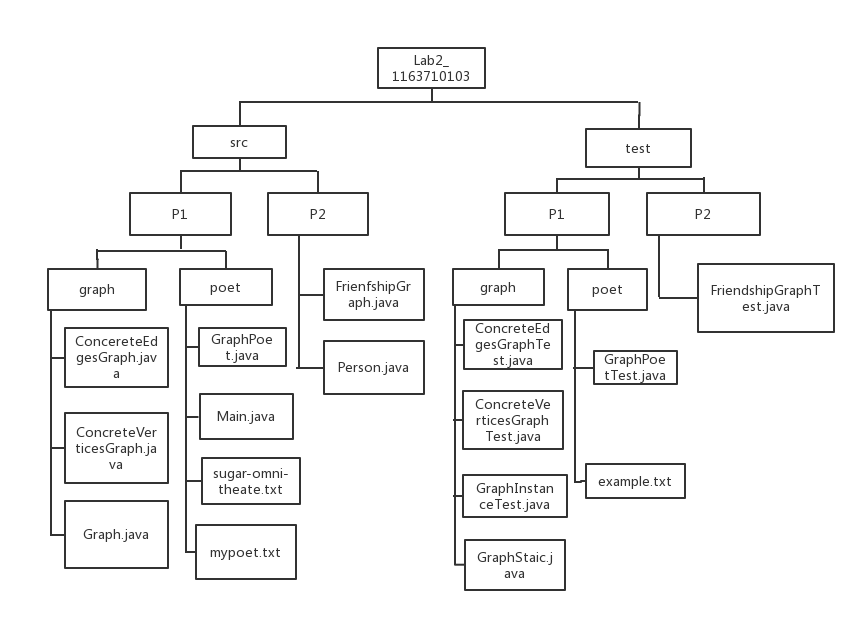 Lab2_
1163710103
src
test
P1
P2
P1
P2
graph
poet
FrienfshipGr
aph.java
graph
poet
FriendshipGraphT
est.java
ConcereteEd
gesGraph.jav
a
GraphPoe
t.java
Person.java
ConcreteEd
gesGraphTe
st.java
GraphPoe
tTest.java
ConcreteVer
ticesGraph.ja
va
Main.java
ConcreteVe
rticesGraph
Test.java
sugar-omni-
theate.txt
GraphInstan
ceTest.java
example.txt
Graph.java
mypoet.txt
GraphStaic.j
ava